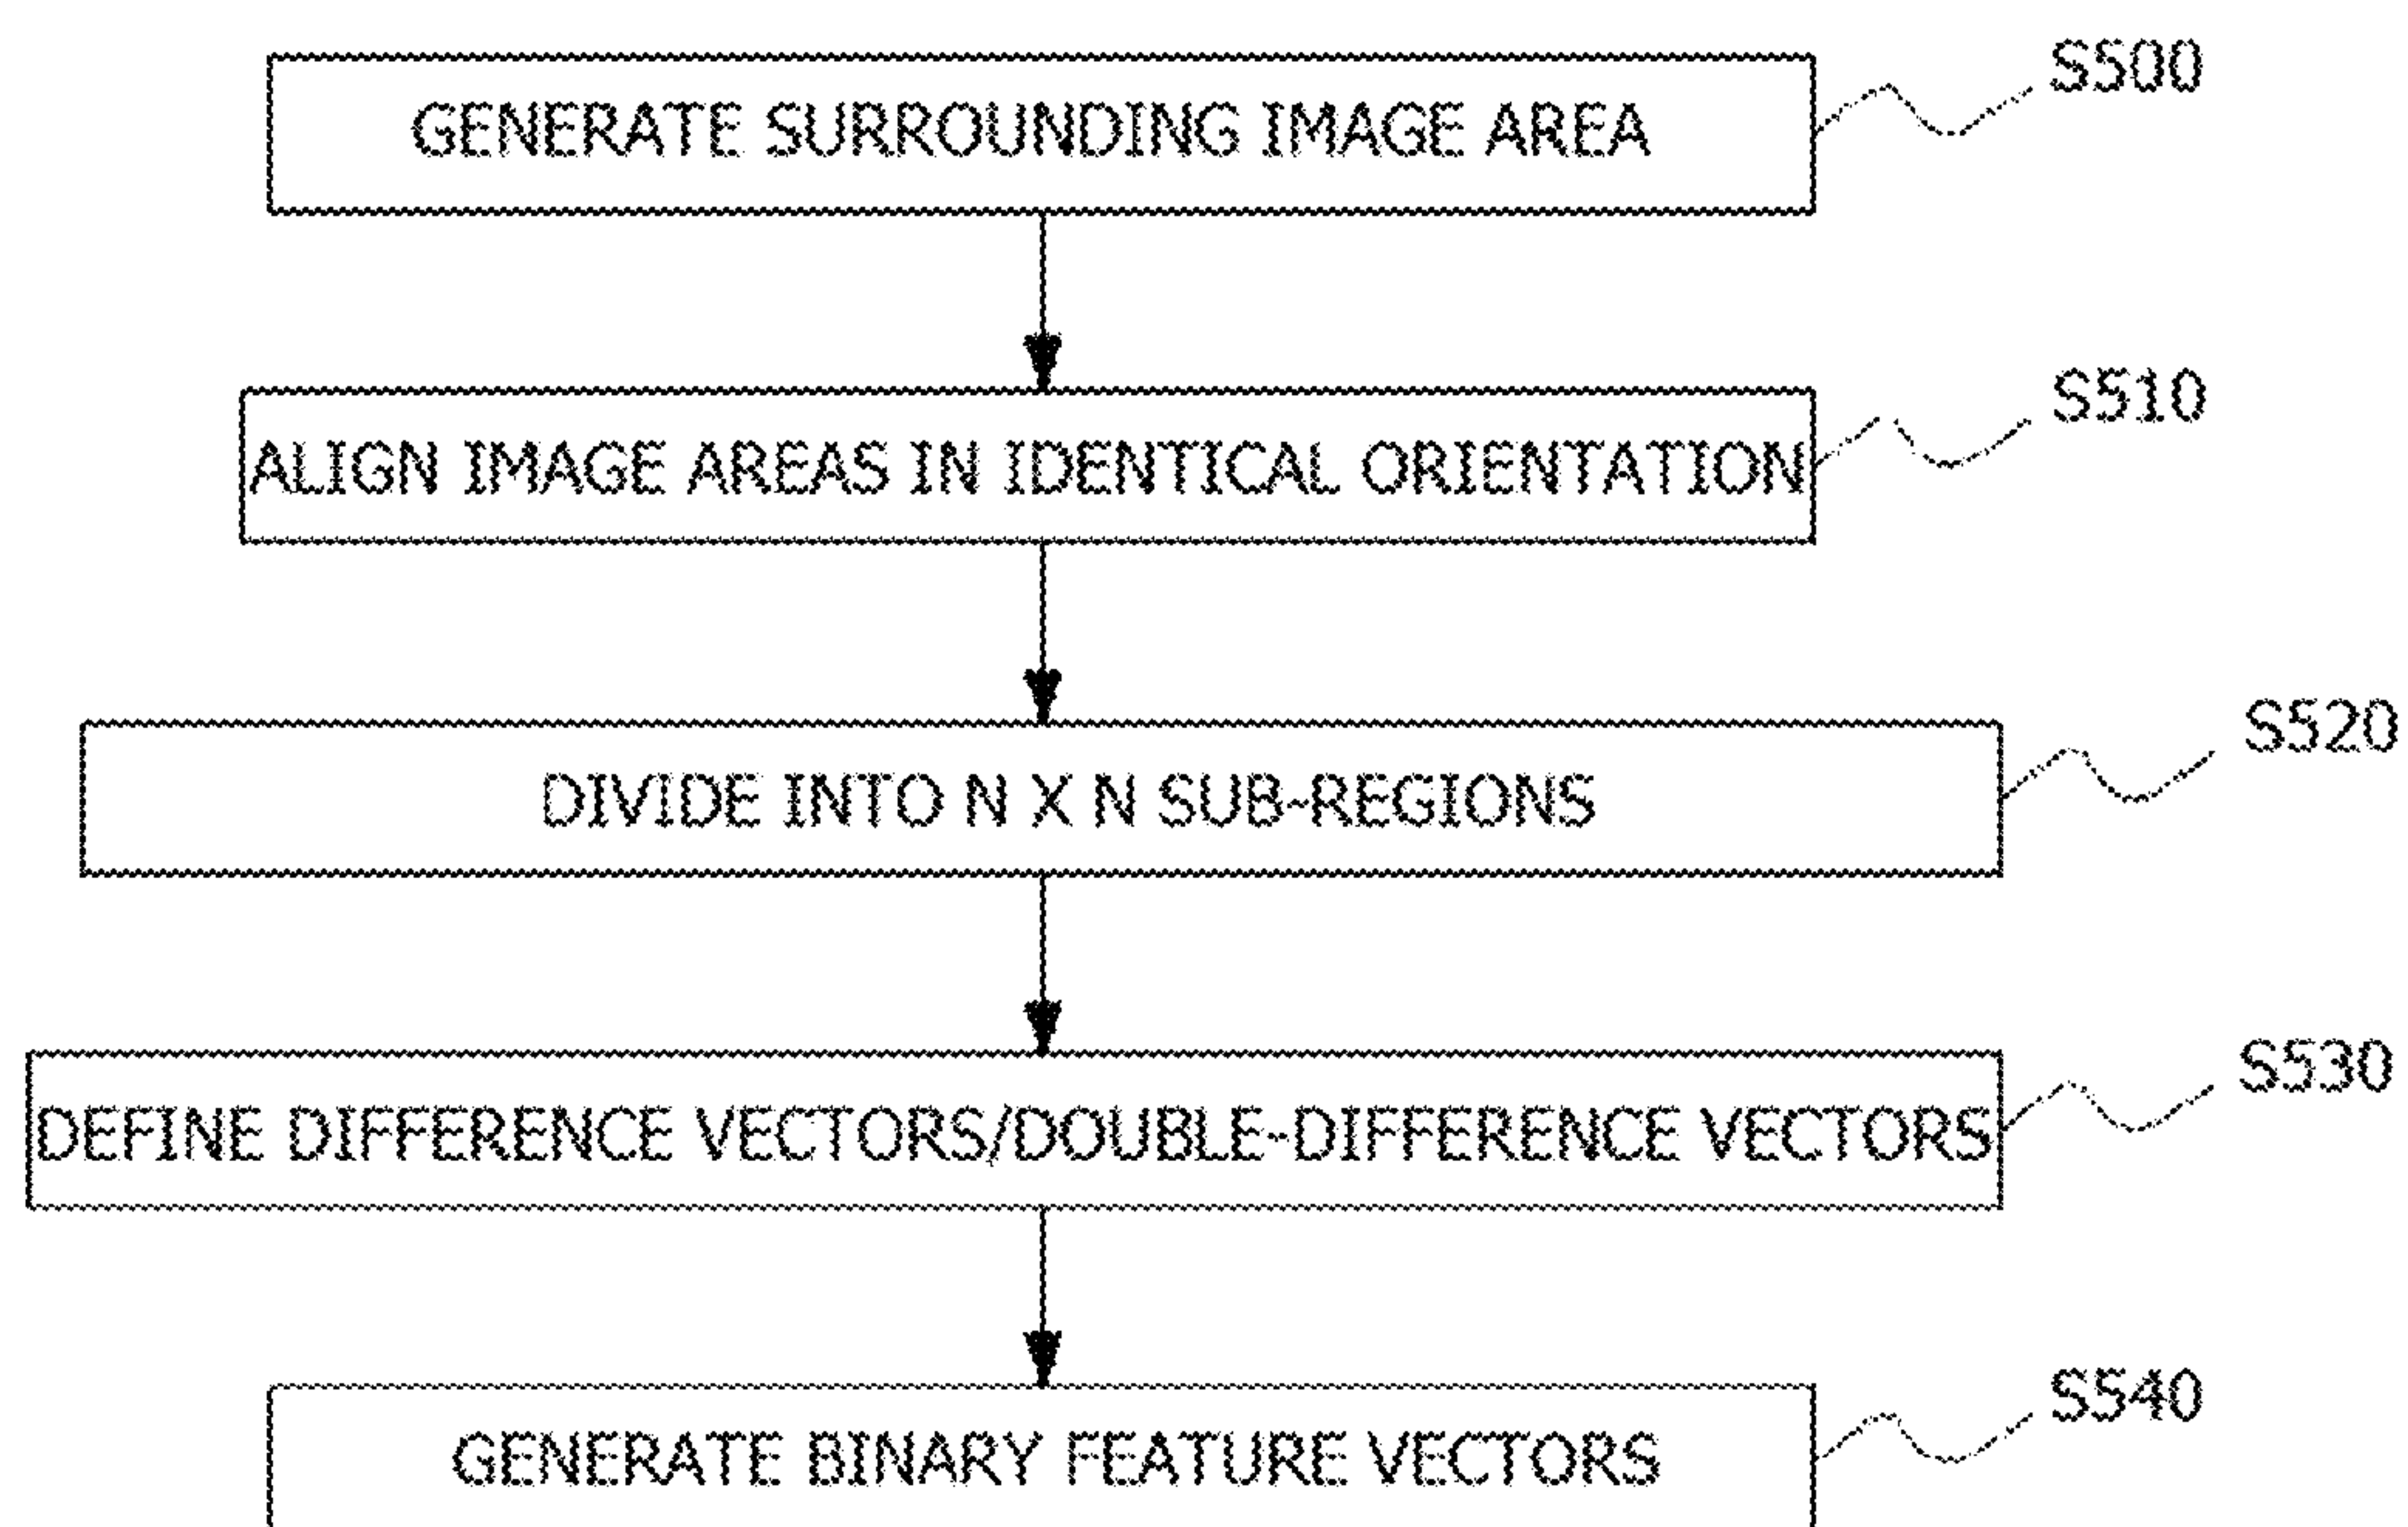 S500
GENERATE SURROUNDING IMAGE AREA
S510
ALIGN IMAGE AREAS IN IDENTICAL ORIENTATION
S520
DIVIDE INTO N X N SUB-REGIONS
S530
DEFINE DIFFERENCE VECTORS/DOUBLE-DIFFERENCE VECTORS
S540
GENERATE BINARY FEATURE VECTORS